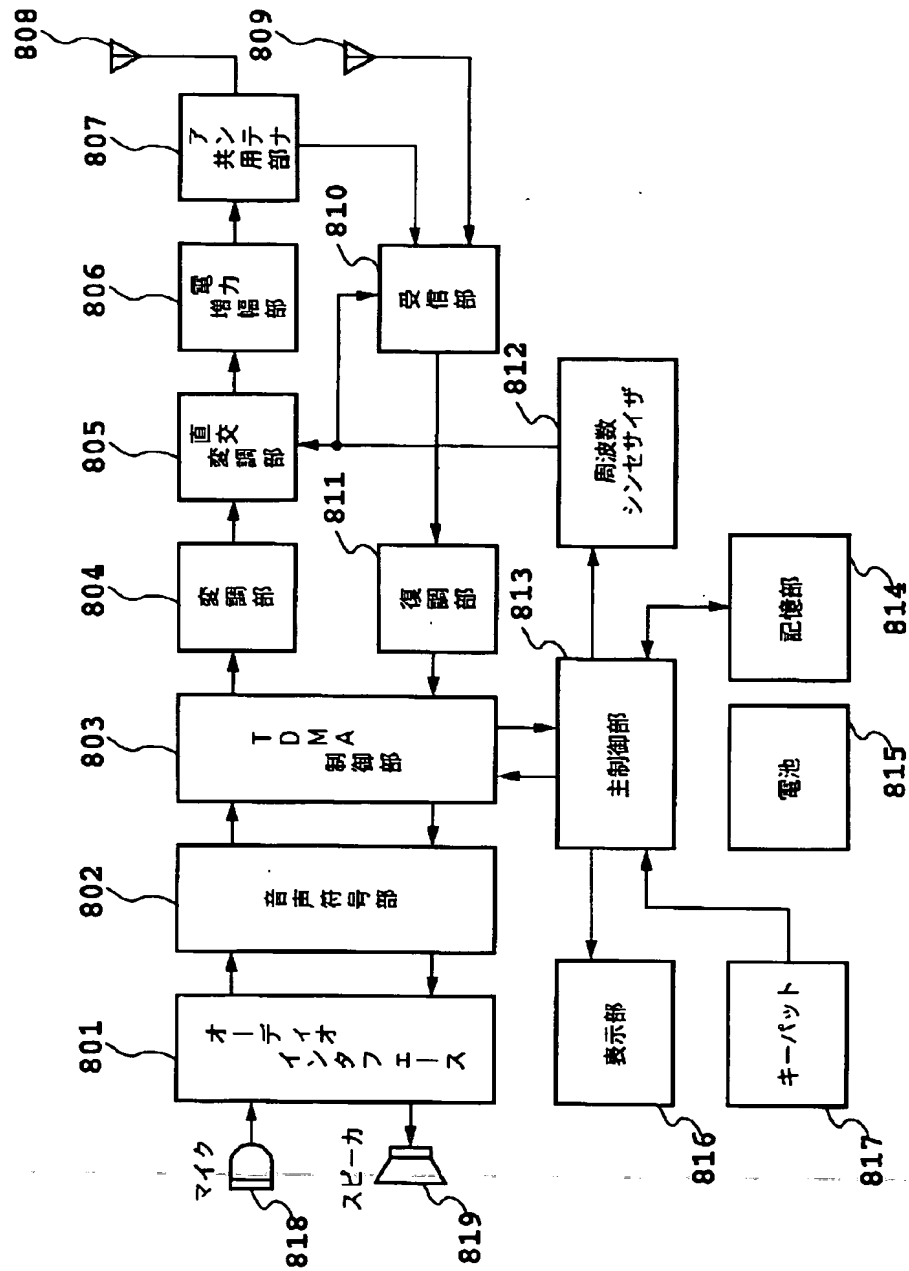 801
802
803
804
805
806
807
808
809
マイク
オーディオ
インタフェース
音声符号部
TDMA
制御部
変調部
直交
変調部
電力
増幅部
アンテナ
共用部
818
スピーカ
819
811
復調部
810
受信部
813
812
表示部
816
主制御部
周波数
シンセサイザ
キーパット
817
電池
815
記憶部
814